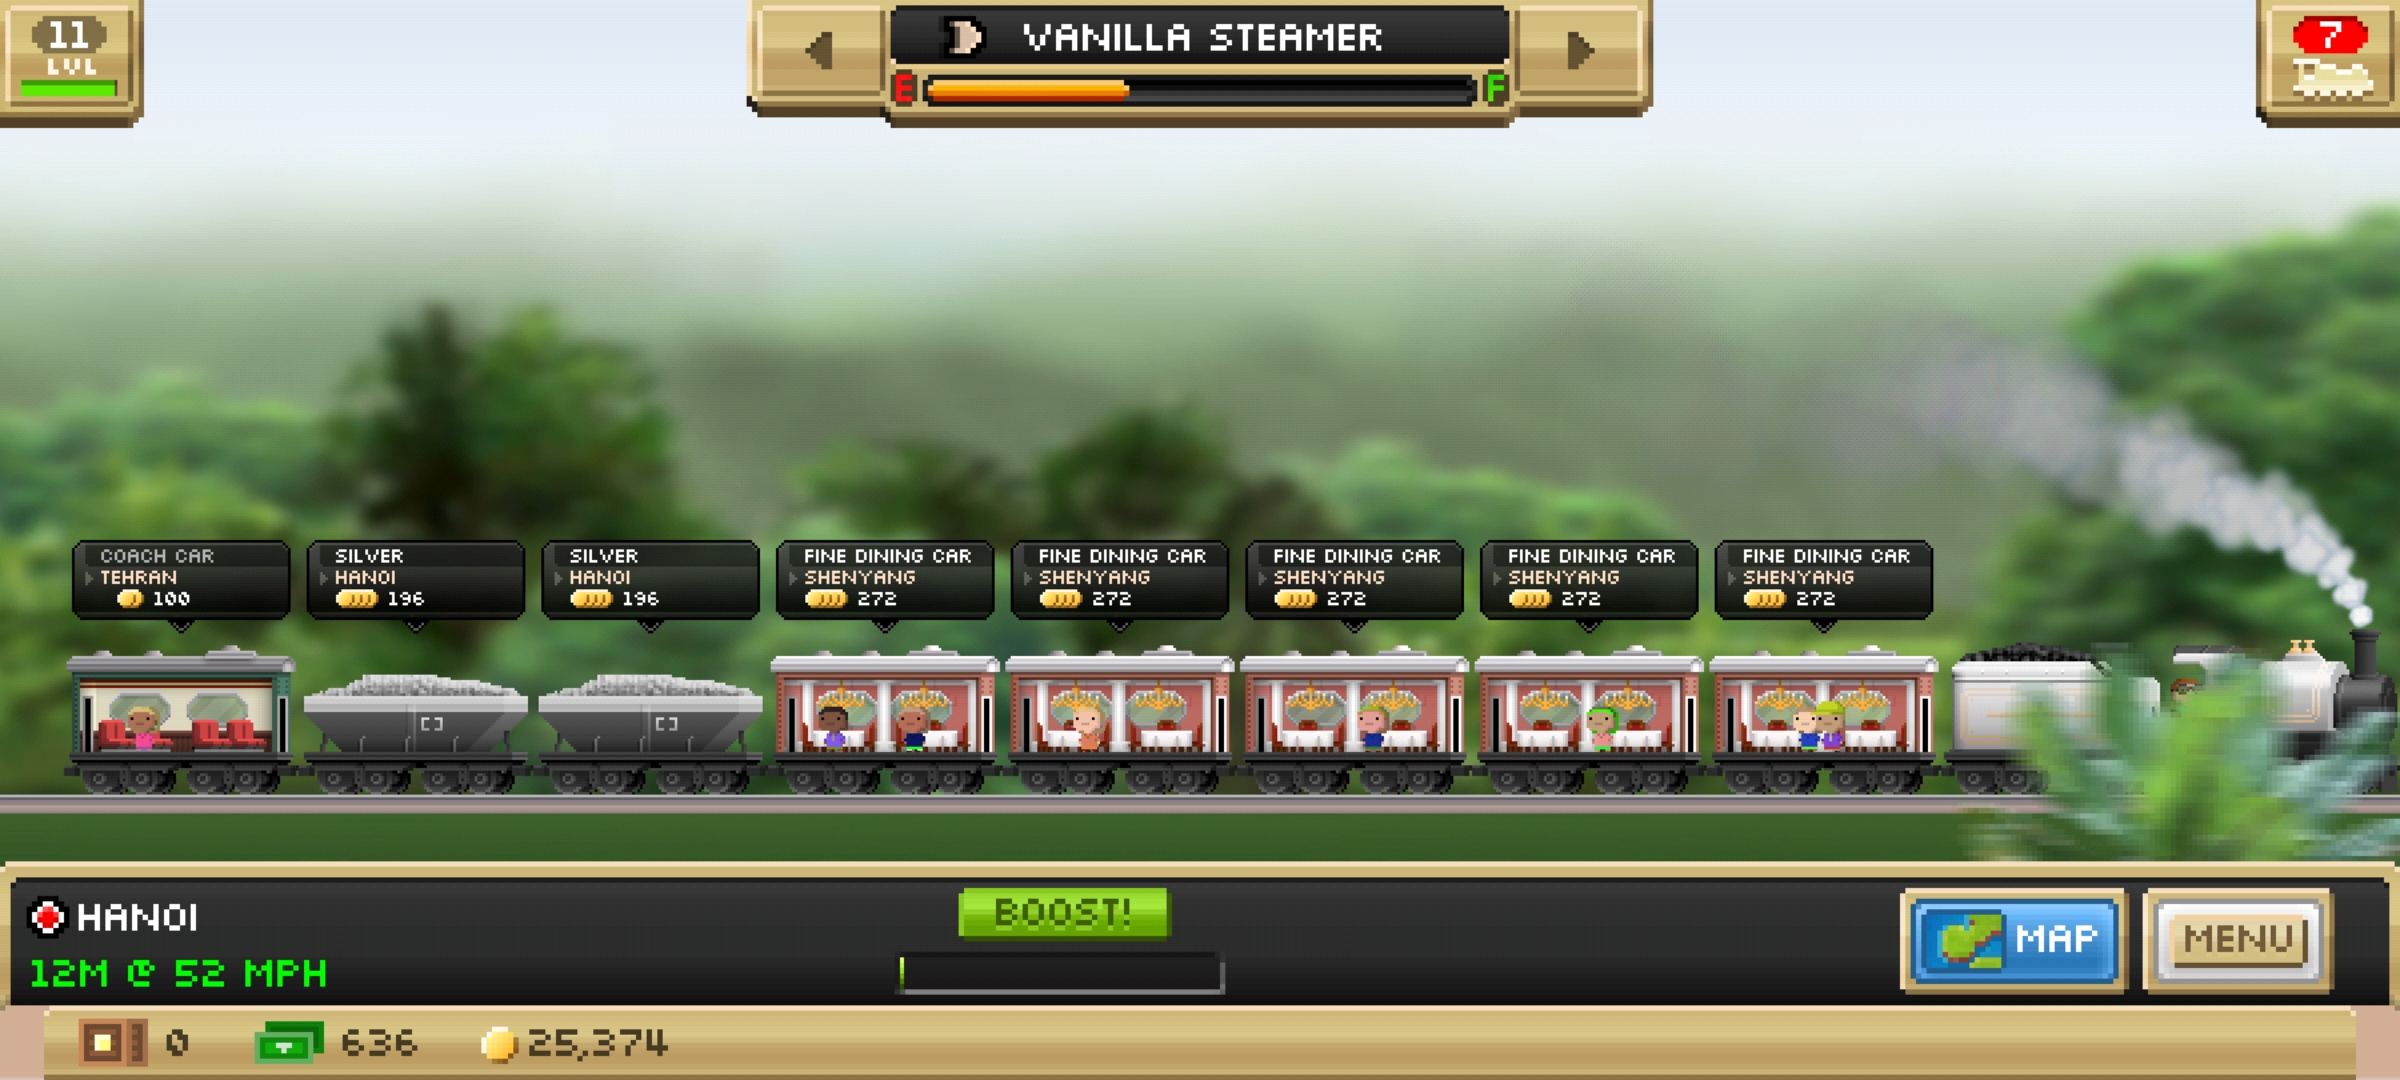 11
LVL
VANILLA STEAMER
E F
7
COACH CAR
TEHRAN
100
SILVER
HANOI
196
SILVER
HANOI
196
FINE DINING CAR
SHENYANG
272
FINE DINING CAR
SHENYANG
272
FINE DINING CAR
SHENYANG
272
FINE DINING CAR
SHENYANG
272
FINE DINING CAR
SHENYANG
272
HANOI
12M @ 52 MPH
BOOST!
MAP
MENU
0
636
25,374